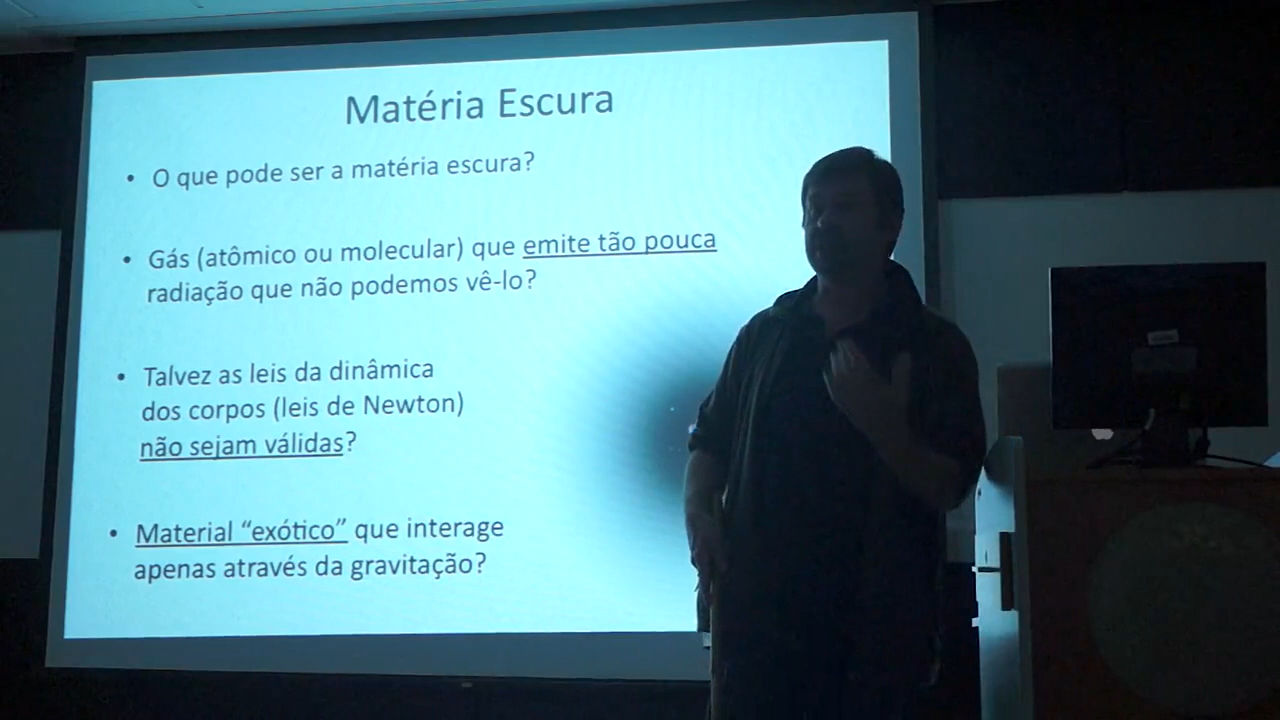 Matéria Escura
• O que pode ser a matéria escura?
• Gás (atômico ou molecular) que emite tão pouca
radiação que não podemos vê-lo?
• Talvez as leis da dinâmica
dos corpos (leis de Newton)
não sejam válidas?
• Material “exótico” que interage
apenas através da gravitação?